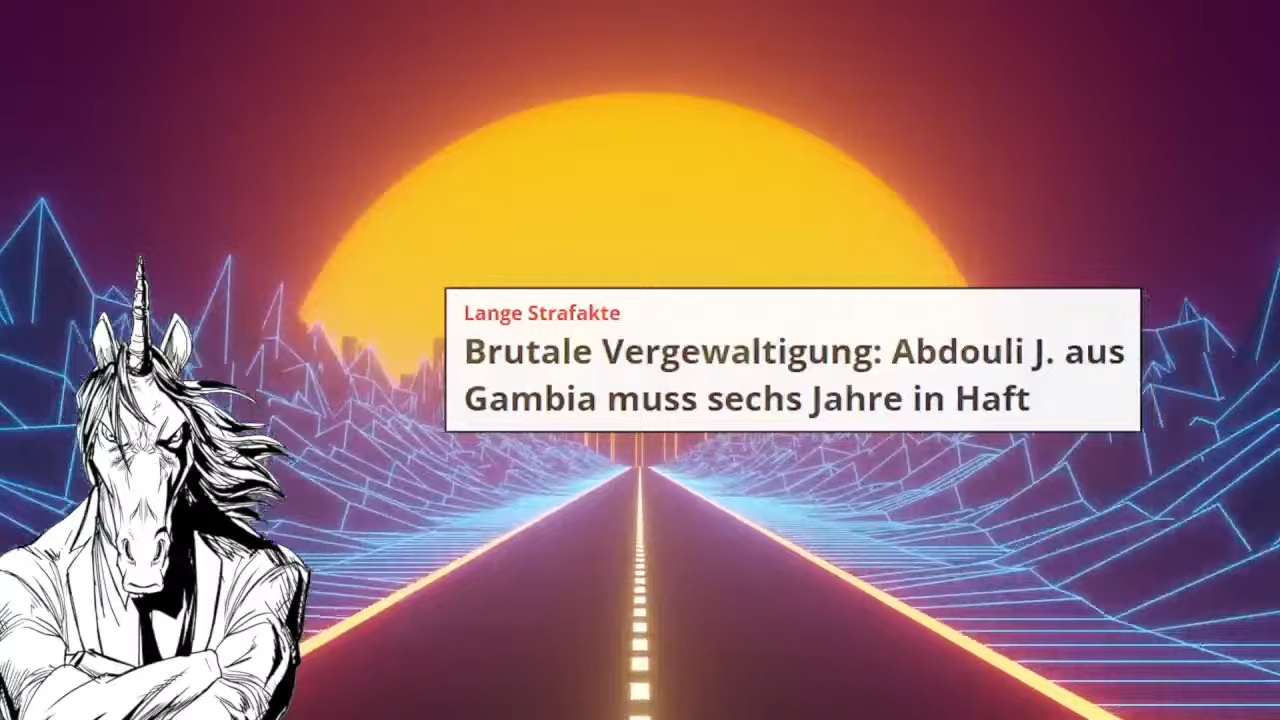 Lange Strafakte
Brutale Vergewaltigung: Abdouli J. aus
Gambia muss sechs Jahre in Haft